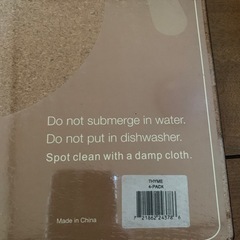 Do not submerge in water.
Do not put in dishwasher.
Spot clean with a damp cloth.
THYME
4-PADX
Made in China